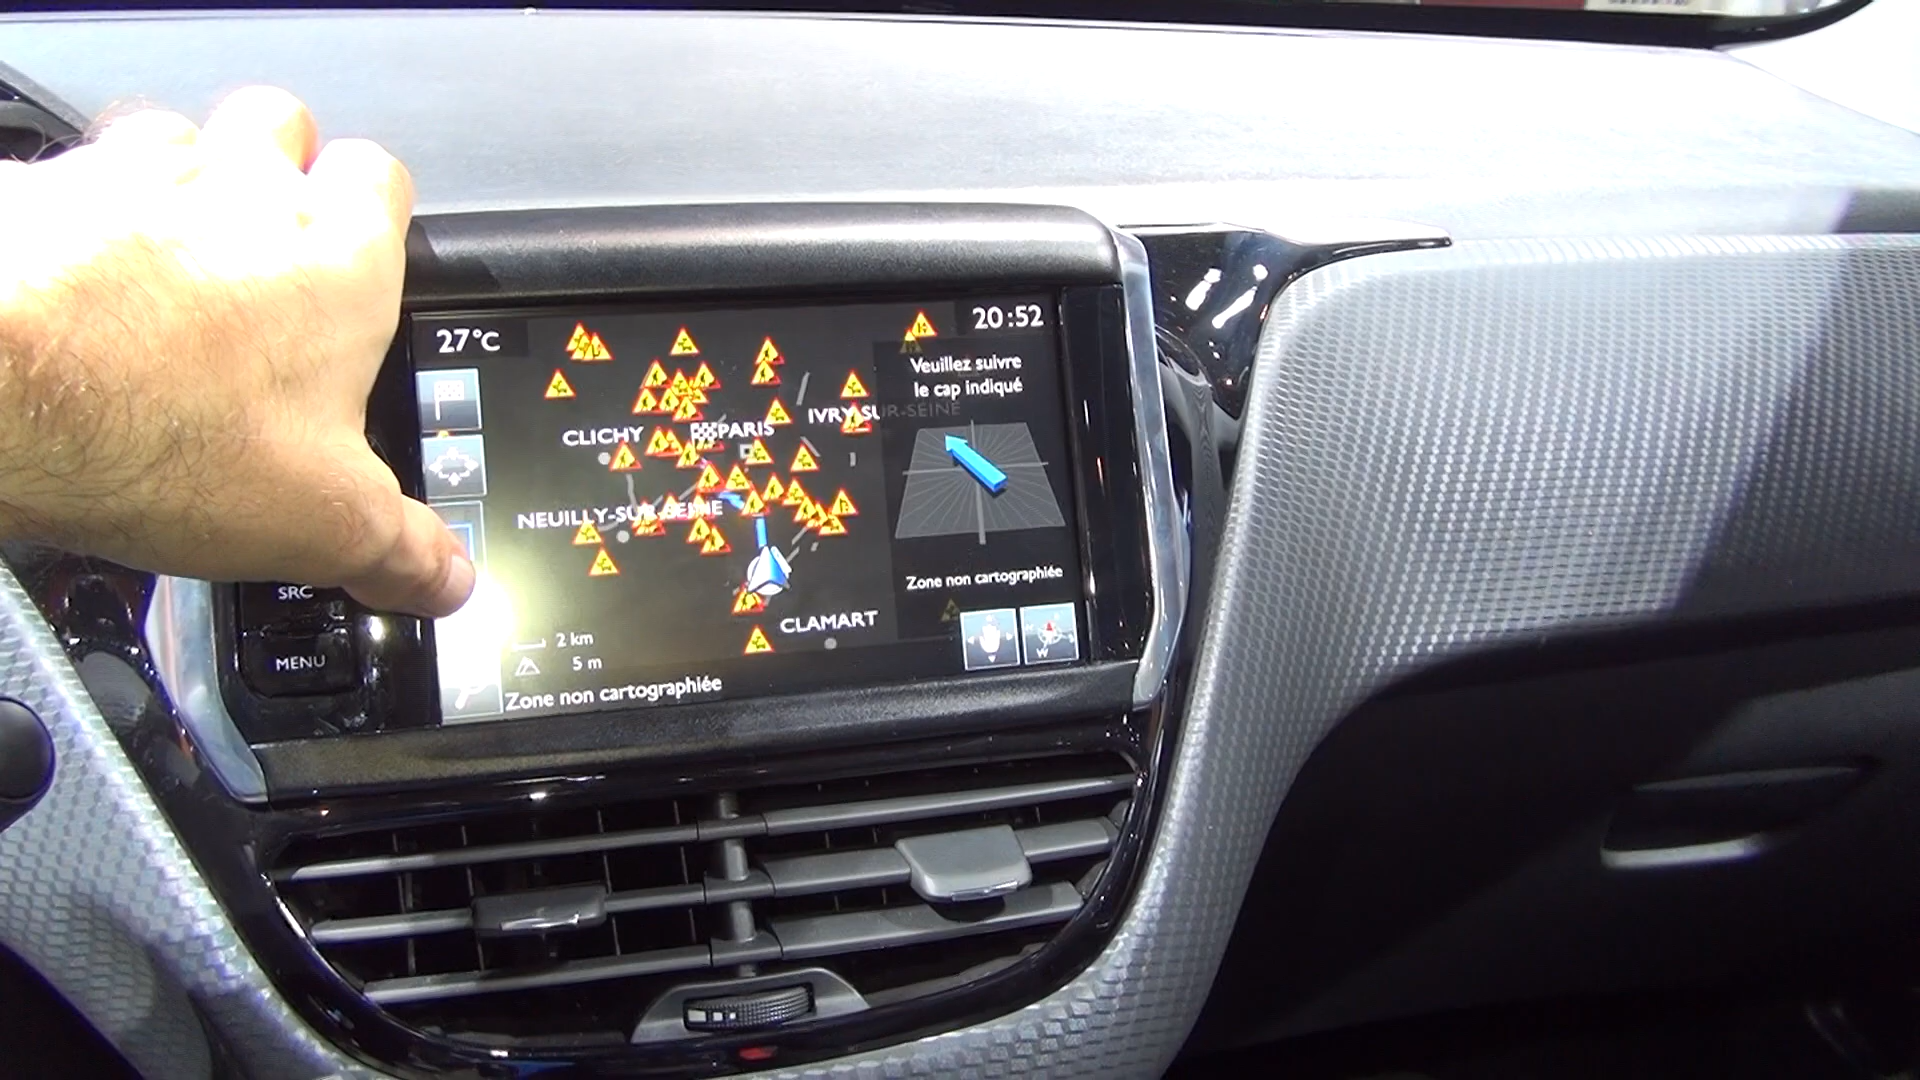 27°C
20:52
Veuillez suivre
le cap indiqué
IVRY-SUR-SEINE
CLICHY
PARIS
NEUILLY-SUR-SEINE
Zone non cartographiée
SRC
CLAMART
2 km
MENU
5 m
W
Zone non cartographiée